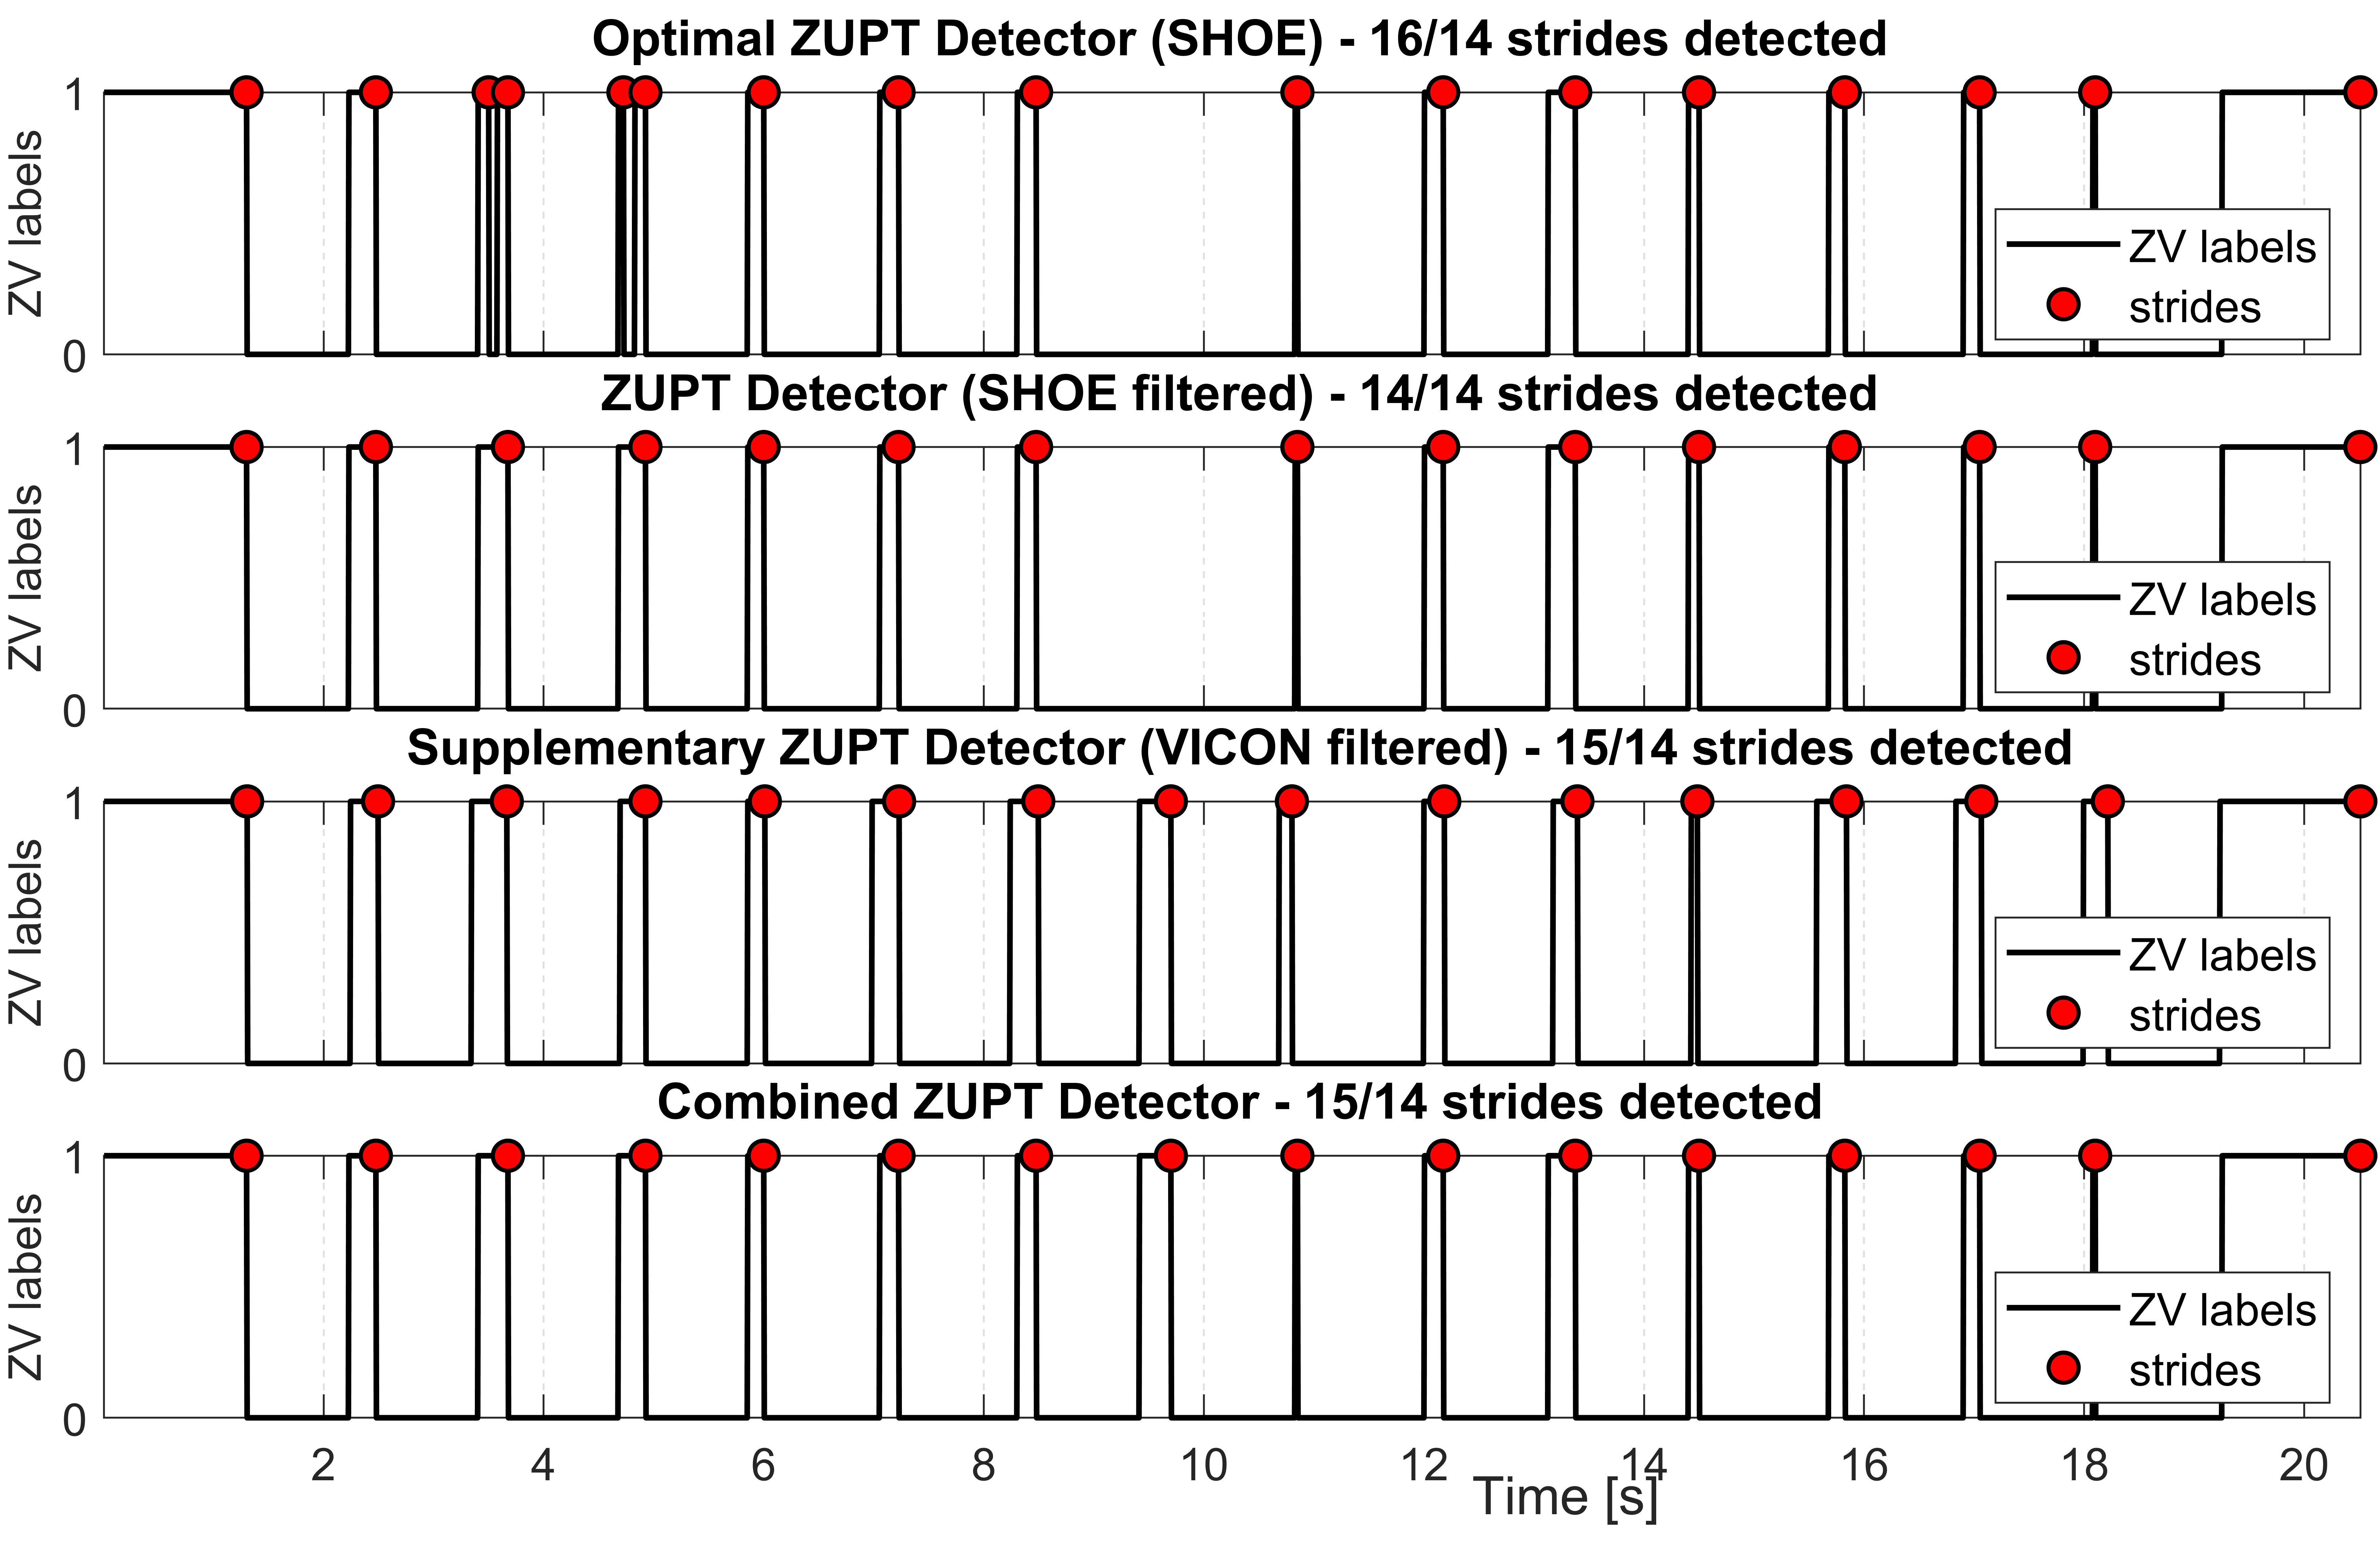 Optimal ZUPT Detector (SHOE) - 16/14 strides detected
1
ZV labels
0
ZV labels
strides
ZUPT Detector (SHOE filtered) - 14/14 strides detected
1
ZV labels
0
ZV labels
strides
Supplementary ZUPT Detector (VICON filtered) - 15/14 strides detected
1
ZV labels
0
ZV labels
strides
Combined ZUPT Detector - 15/14 strides detected
1
ZV labels
0
ZV labels
strides
2 4 6 8 10 12 14 16 18 20
Time [s]